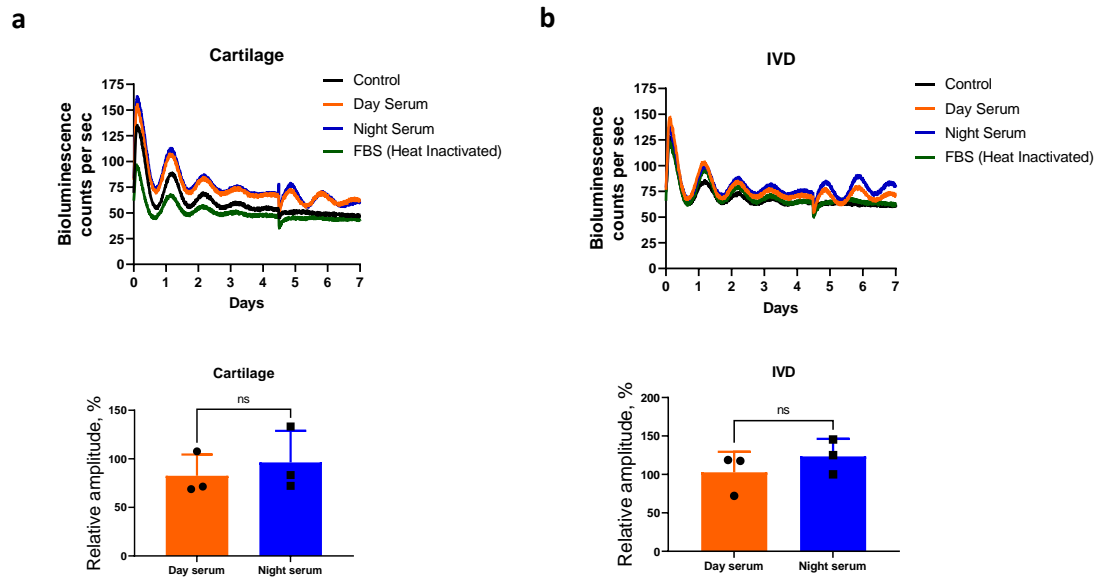 a
Cartilage
Bioluminescence
counts per sec
175
150
125
100
75
50
25
0
0 1 2 3 4 5 6 7
Days
Control
Day Serum
Night Serum
FBS (Heat Inactivated)
b
IVD
Bioluminescence
counts per sec
175
150
125
100
75
50
25
0
0 1 2 3 4 5 6 7
Days
Control
Day Serum
Night Serum
FBS (Heat Inactivated)
Cartilage
Relative amplitude, %
150
100
50
0
ns
Day serum Night serum
IVD
Relative amplitude, %
200
150
100
50
0
ns
Day serum Night serum